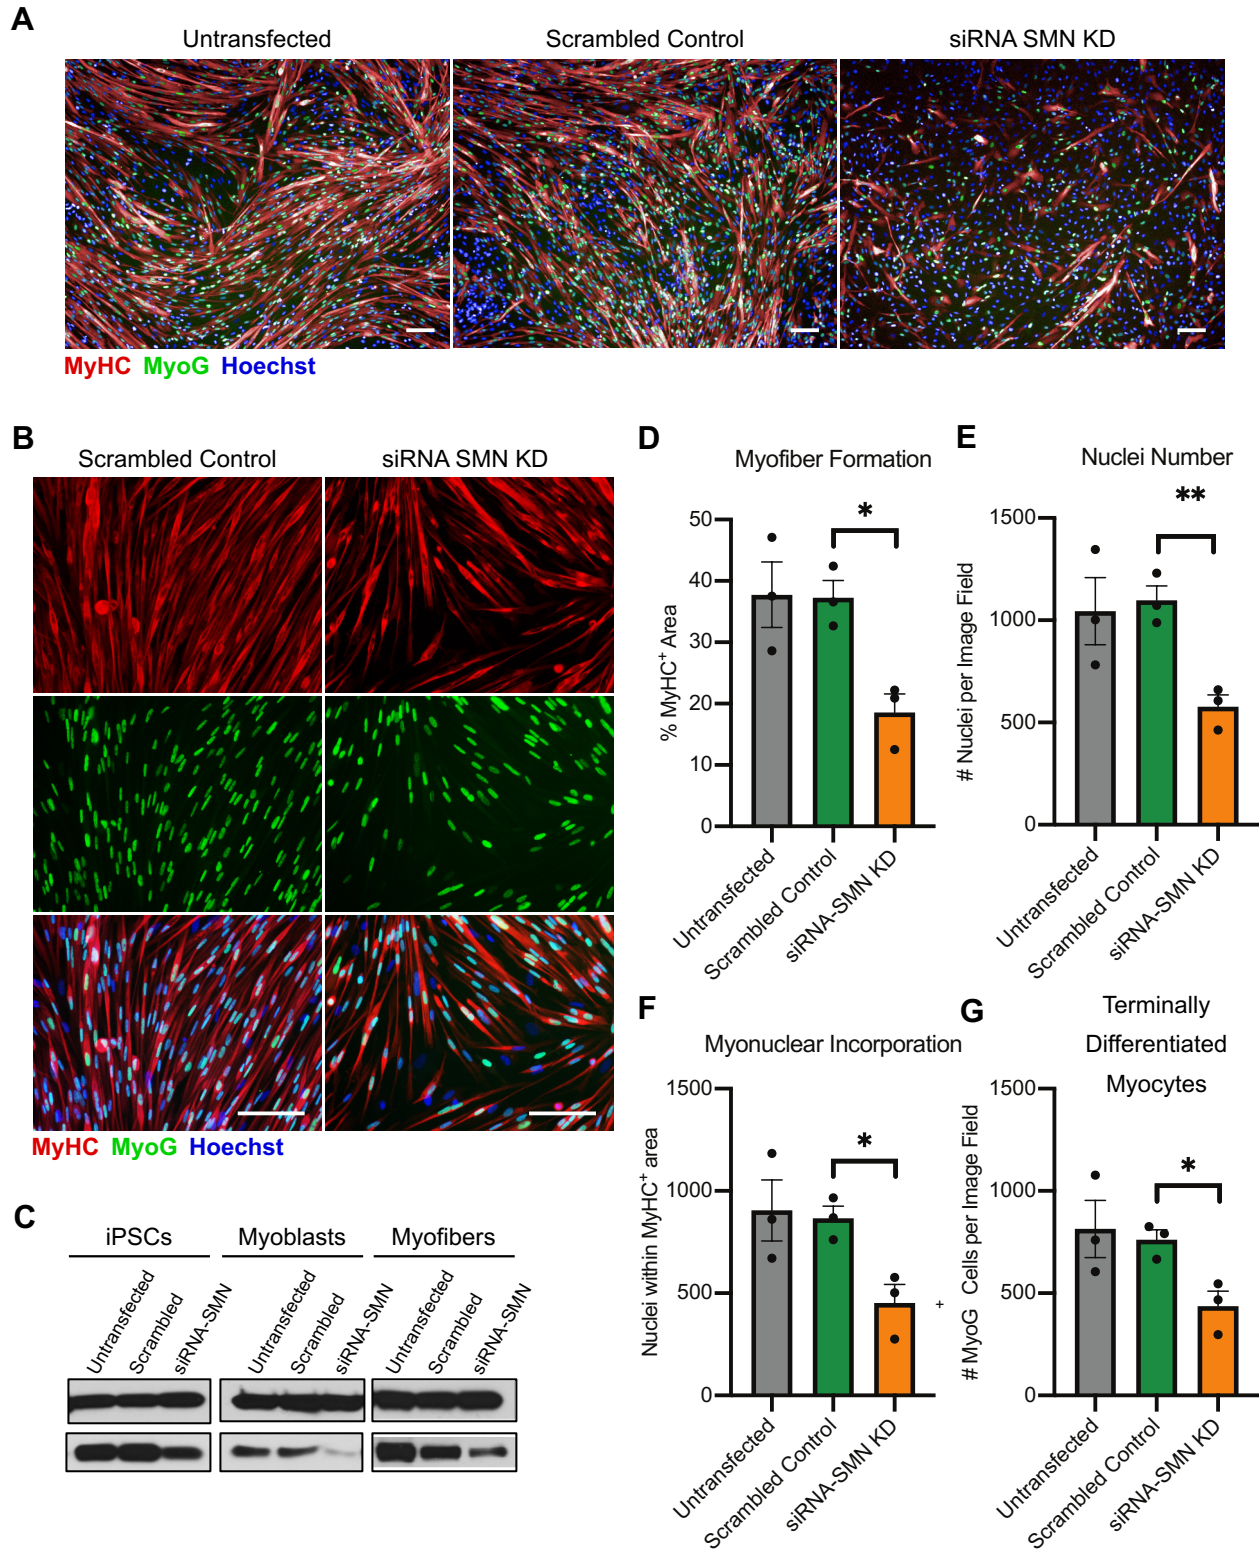 A
Untransfected
Scrambled Control
siRNA SMN KD
MyHC MyoG Hoechst
B
Scrambled Control
siRNA SMN KD
MyHC MyoG Hoechst
C
iPSCs
Myoblasts
Myofibers
Untransfected
Scrambled
siRNA-SMN
Untransfected
Scrambled
siRNA-SMN
Untransfected
Scrambled
siRNA-SMN
D
Myofiber Formation
% MyHC⁺ Area
50
40
30
20
10
0
*
Untransfected
Scrambled Control
siRNA-SMN KD
E
Nuclei Number
# Nuclei per Image Field
1500
1000
500
0
**
Untransfected
Scrambled Control
siRNA-SMN KD
F
Myonuclear Incorporation
Nuclei within MyHC⁺ area
1500
1000
500
0
*
Untransfected
Scrambled Control
siRNA-SMN KD
G
Terminally
Differentiated
Myocytes
# MyoG⁺ Cells per Image Field
1500
1000
500
0
*
Untransfected
Scrambled Control
siRNA-SMN KD